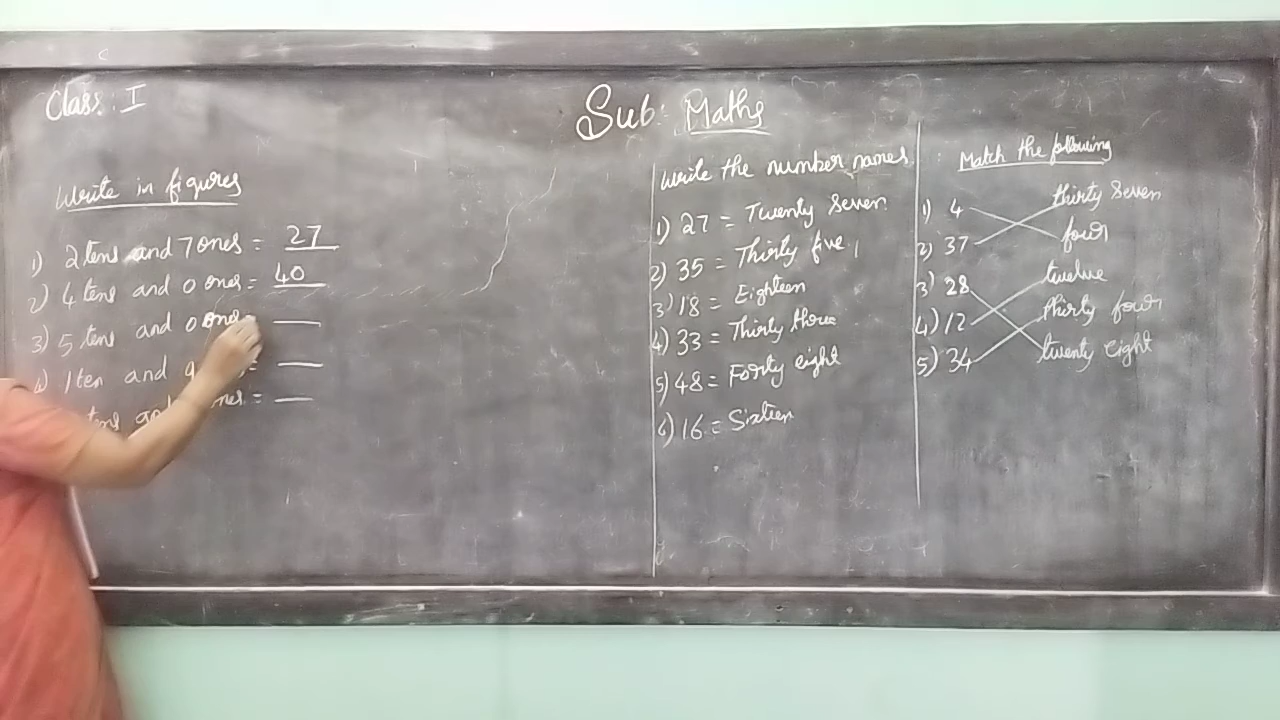 Class: I
Sub: Maths
Write in figures
1) 2 tens and 7 ones = 27
2) 4 tens and 0 ones = 40
3) 5 tens and 0 ones =
4) 1 ten and =
tens and ones =
Write the number names
1) 27 = Twenty Seven
2) 35 = Thirty five
3) 18 = Eighteen
4) 33 = Thirty three
5) 48 = Forty eight
6) 16 = Sixteen
Match the following
1) 4 thirty seven
2) 37 four
3) 28 twelve
4) 12 thirty four
5) 34 twenty eight